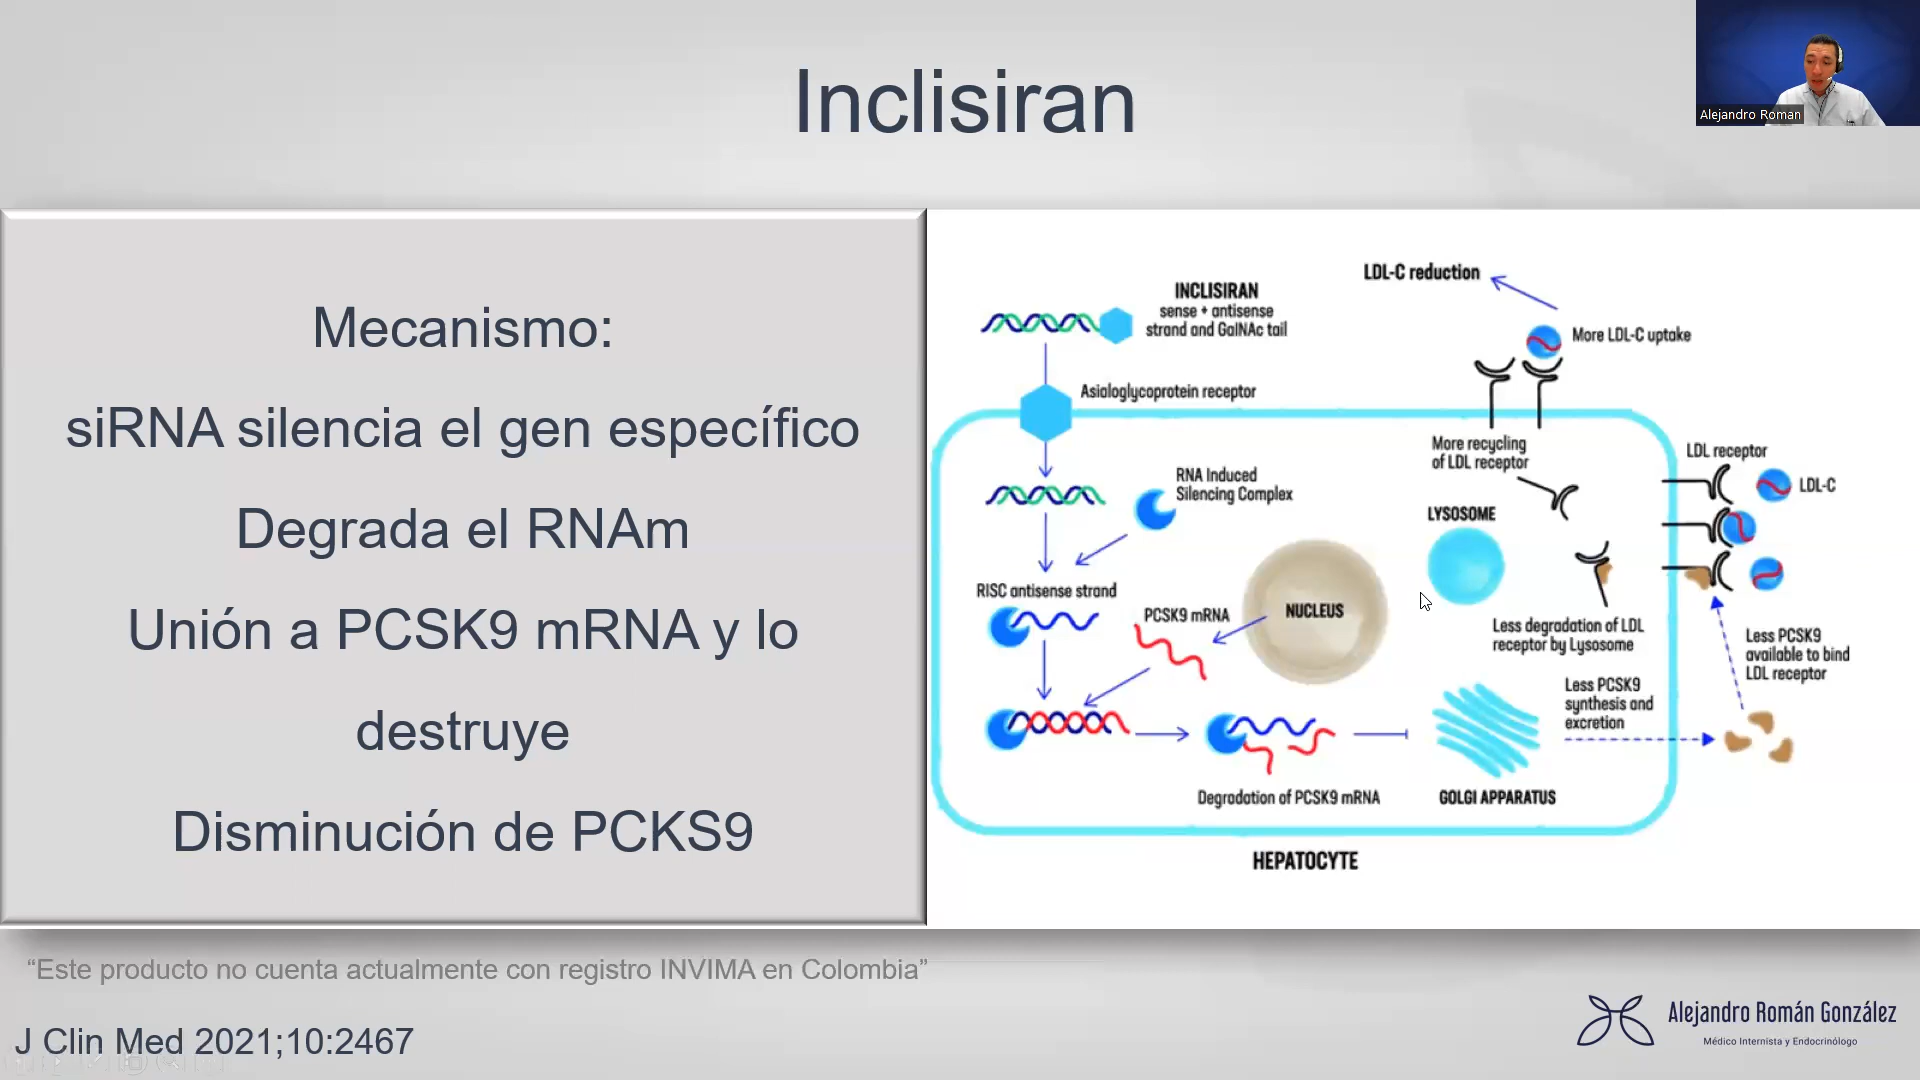 Inclisiran
Alejandro Roman
Mecanismo:
siRNA silencia el gen específico
Degrada el RNAm
Unión a PCSK9 mRNA y lo
destruye
Disminución de PCKS9
INCLISIRAN
sense + antisense
strand and GalNAc tail
LDL-C reduction
More LDL-C uptake
Asialoglycoprotein receptor
More recycling
of LDL receptor
LDL receptor
LDL-C
RNA Induced
Silencing Complex
LYSOSOME
RISC antisense strand
PCSK9 mRNA
NUCLEUS
Less degradation of LDL
receptor by Lysosome
Less PCSK9
available to bind
LDL receptor
Less PCSK9
synthesis and
excretion
Degradation of PCSK9 mRNA
GOLGI APPARATUS
HEPATOCYTE
“Este producto no cuenta actualmente con registro INVIMA en Colombia”
J Clin Med 2021;10:2467
Alejandro Román González
Médico Internista y Endocrinólogo